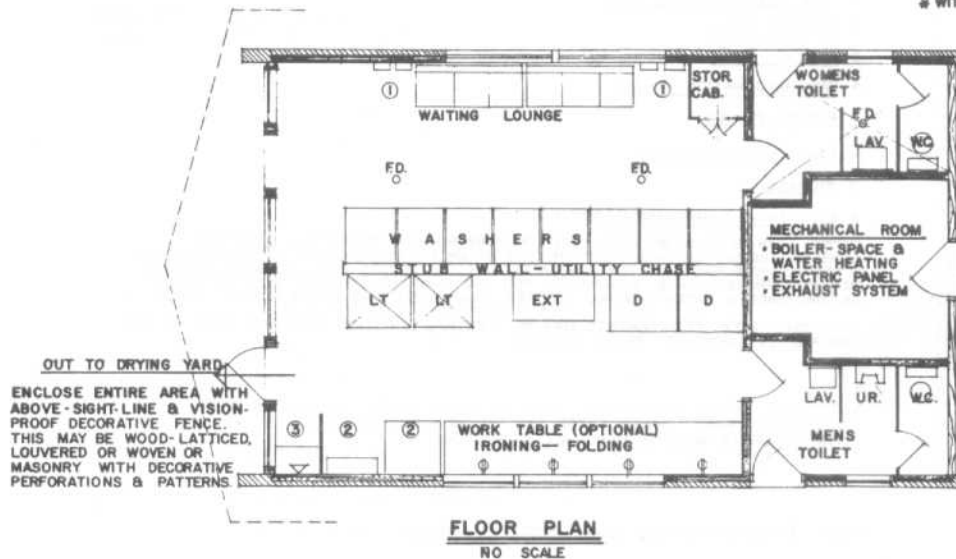 * WIT
STOR.
CAB.
WOMENS
TOILET
①
①
WAITING LOUNGE
F.D.
LAV.
W.C.
F.D.
F.D.
WASHERS
MECHANICAL ROOM
• BOILER- SPACE &
WATER HEATING
• ELECTRIC PANEL
• EXHAUST SYSTEM
STUB WALL-UTILITY CHASE
LT
LT
EXT
D
D
OUT TO DRYING YARD
ENCLOSE ENTIRE AREA WITH
ABOVE-SIGHT-LINE & VISION-
PROOF DECORATIVE FENCE.
THIS MAY BE WOOD-LATTICED,
LOUVERED OR WOVEN OR
MASONRY WITH DECORATIVE
PERFORATIONS & PATTERNS.
③
②
②
WORK TABLE (OPTIONAL)
IRONING— FOLDING
LAV.
UR.
W.C.
MENS
TOILET
FLOOR PLAN
NO SCALE